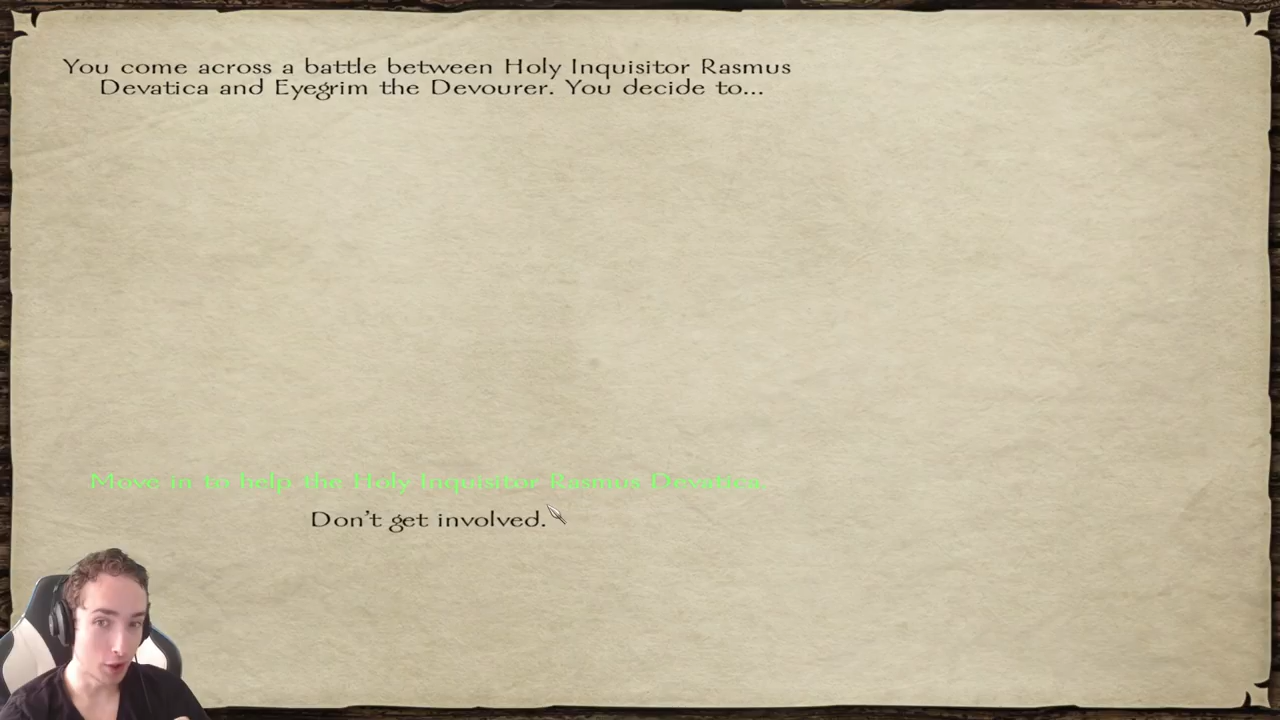 You come across a battle between Holy Inquisitor Rasmus
Devatica and Eyegrim the Devourer. You decide to...
Move in to help the Holy Inquisitor Rasmus Devatica.
Don't get involved.